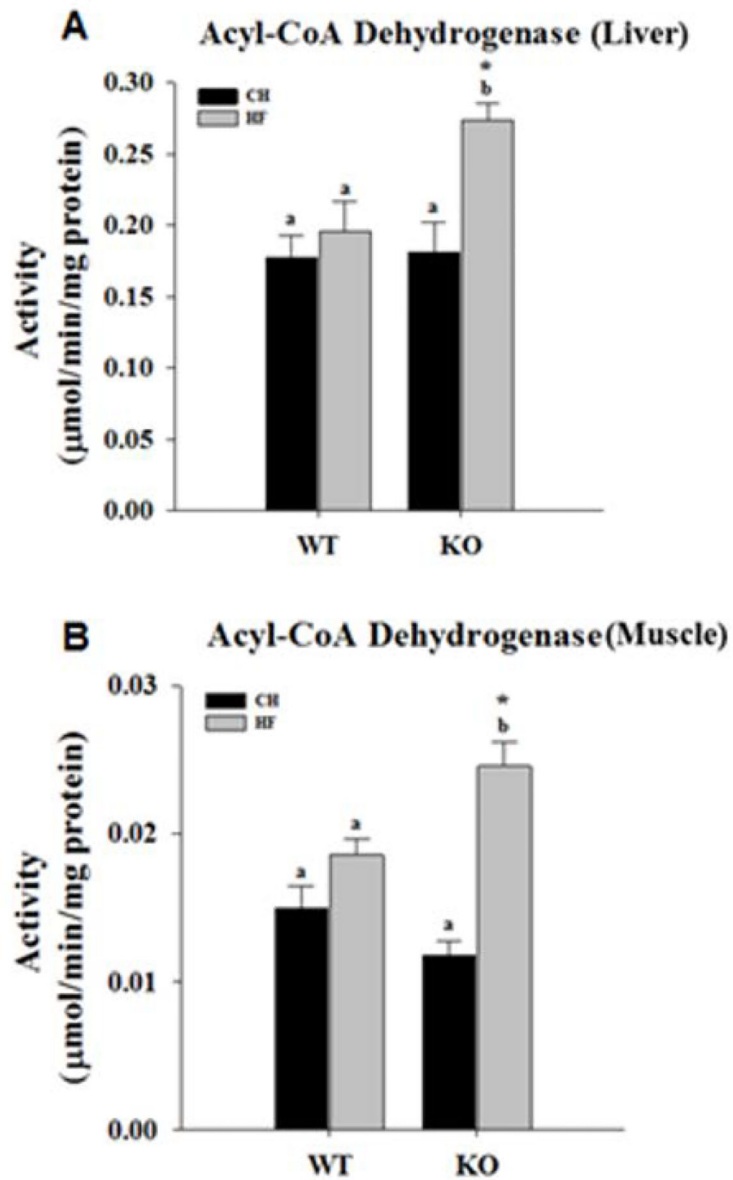 A
Acyl-CoA Dehydrogenase (Liver)
Activity
(μmol/min/mg protein)
0.30
0.25
0.20
0.15
0.10
0.05
0.00
CH
HF
a
a
a
*
b
WT
KO
B
Acyl-CoA Dehydrogenase(Muscle)
Activity
(μmol/min/mg protein)
0.03
0.02
0.01
0.00
CH
HF
a
a
a
*
b
WT
KO